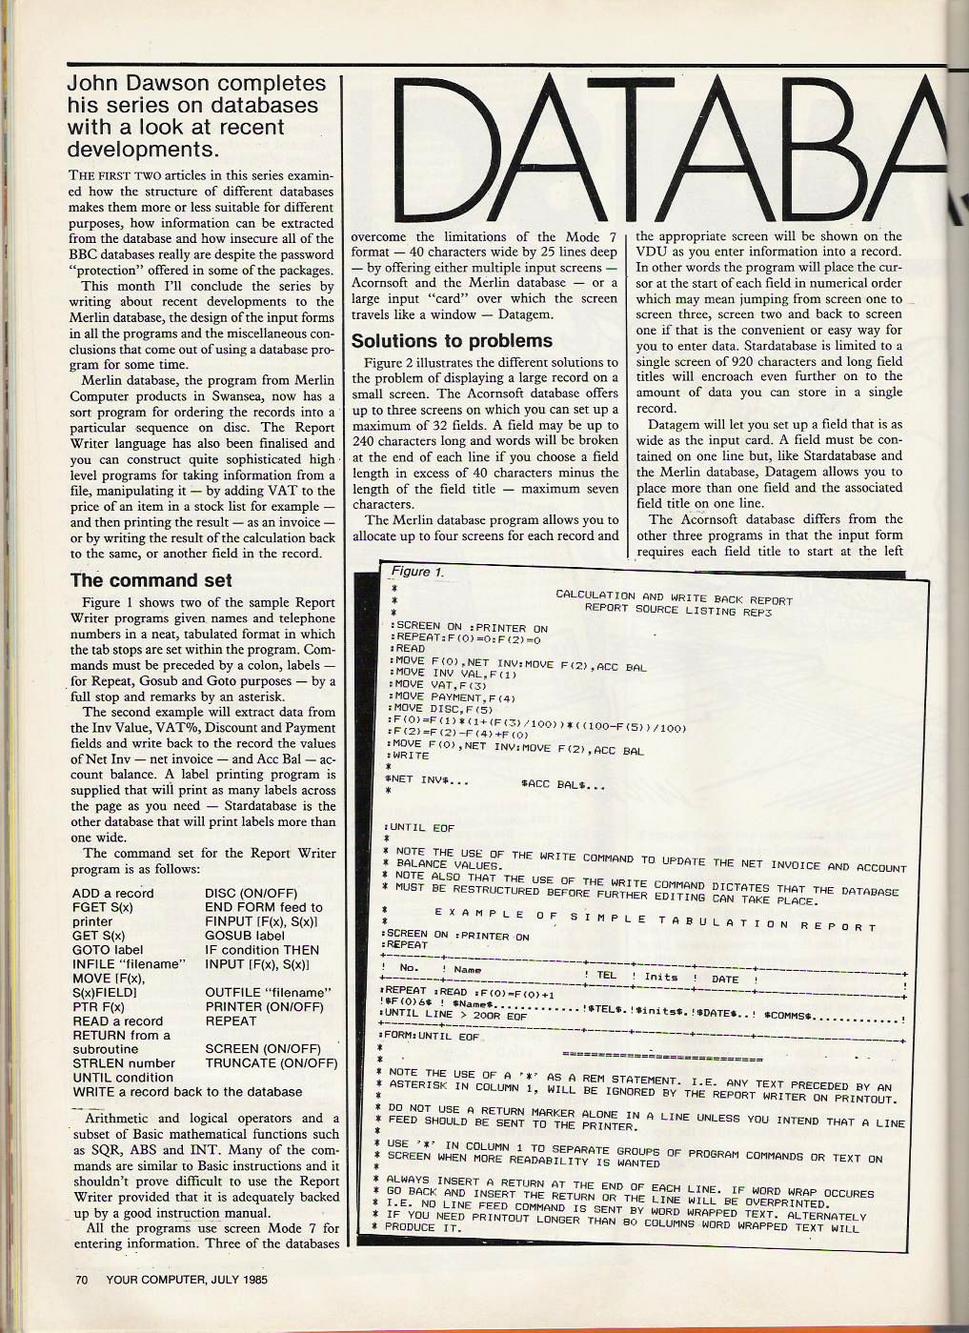 John Dawson completes
his series on databases
with a look at recent
developments.
THE FIRST TWO articles in this series examin-
ed how the structure of different databases
makes them more or less suitable for different
purposes, how information can be extracted
from the database and how insecure all of the
BBC databases really are despite the password
“protection” offered in some of the packages.
This month I’ll conclude the series by
writing about recent developments to the
Merlin database, the design of the input forms
in all the programs and the miscellaneous con-
clusions that come out of using a database pro-
gram for some time.
Merlin database, the program from Merlin
Computer products in Swansea, now has a
sort program for ordering the records into a
particular sequence on disc. The Report
Writer language has also been finalised and
you can construct quite sophisticated high
level programs for taking information from a
file, manipulating it — by adding VAT to the
price of an item in a stock list for example —
and then printing the result — as an invoice —
or by writing the result of the calculation back
to the same, or another field in the record.
The command set
Figure 1 shows two of the sample Report
Writer programs given names and telephone
numbers in a neat, tabulated format in which
the tab stops are set within the program. Com-
mands must be preceded by a colon, labels —
for Repeat, Gosub and Goto purposes — by a
full stop and remarks by an asterisk.
The second example will extract data from
the Inv Value, VAT%, Discount and Payment
fields and write back to the record the values
of Net Inv — net invoice — and Acc Bal — ac-
count balance. A label printing program is
supplied that will print as many labels across
the page as you need — Stardatabase is the
other database that will print labels more than
one wide.
The command set for the Report Writer
program is as follows:
ADD a record DISC (ON/OFF)
FGET S(x) END FORM feed to
printer FINPUT [F(x), S(x)]
GET S(x) GOSUB label
GOTO label IF condition THEN
INFILE “filename” INPUT [F(x), S(x)]
MOVE [F(x),
S(x)FIELD] OUTFILE “filename”
PTR F(x) PRINTER (ON/OFF)
READ a record REPEAT
RETURN from a
subroutine SCREEN (ON/OFF)
STRLEN number TRUNCATE (ON/OFF)
UNTIL condition
WRITE a record back to the database
Arithmetic and logical operators and a
subset of Basic mathematical functions such
as SQR, ABS and INT. Many of the com-
mands are similar to Basic instructions and it
shouldn’t prove difficult to use the Report
Writer provided that it is adequately backed
up by a good instruction manual.
All the programs use screen Mode 7 for
entering information. Three of the databases
DATABA
overcome the limitations of the Mode 7
format — 40 characters wide by 25 lines deep
— by offering either multiple input screens —
Acornsoft and the Merlin database — or a
large input “card” over which the screen
travels like a window — Datagem.
Solutions to problems
Figure 2 illustrates the different solutions to
the problem of displaying a large record on a
small screen. The Acornsoft database offers
up to three screens on which you can set up a
maximum of 32 fields. A field may be up to
240 characters long and words will be broken
at the end of each line if you choose a field
length in excess of 40 characters minus the
length of the field title — maximum seven
characters.
The Merlin database program allows you to
allocate up to four screens for each record and
the appropriate screen will be shown on the
VDU as you enter information into a record.
In other words the program will place the cur-
sor at the start of each field in numerical order
which may mean jumping from screen one to
screen three, screen two and back to screen
one if that is the convenient or easy way for
you to enter data. Stardatabase is limited to a
single screen of 920 characters and long field
titles will encroach even further on to the
amount of data you can store in a single
record.
Datagem will let you set up a field that is as
wide as the input card. A field must be con-
tained on one line but, like Stardatabase and
the Merlin database, Datagem allows you to
place more than one field and the associated
field title on one line.
The Acornsoft database differs from the
other three programs in that the input form
requires each field title to start at the left
Figure 1.
*
* CALCULATION AND WRITE BACK REPORT
* REPORT SOURCE LISTING REP3
:SCREEN ON :PRINTER ON
:REPEAT:F(0)=0:F(2)=0
:READ
:MOVE F(0),NET INV:MOVE F(2),ACC BAL
:MOVE INV VAL,F(1)
:MOVE VAT,F(3)
:MOVE PAYMENT,F(4)
:MOVE DISC,F(5)
:F(0)=F(1)*(1+(F(3)/100))*((100-F(5))/100)
:F(2)=F(2)-F(4)+F(0)
:MOVE F(0),NET INV:MOVE F(2),ACC BAL
:WRITE
*
$NET INV$... $ACC BAL$...
*
:UNTIL EOF
*
* NOTE THE USE OF THE WRITE COMMAND TO UPDATE THE NET INVOICE AND ACCOUNT
* BALANCE VALUES.
* NOTE ALSO THAT THE USE OF THE WRITE COMMAND DICTATES THAT THE DATABASE
* MUST BE RESTRUCTURED BEFORE FURTHER EDITING CAN TAKE PLACE.
*
* E X A M P L E O F S I M P L E T A B U L A T I O N R E P O R T
:SCREEN ON :PRINTER ON
:REPEAT
! No. ! Name ! TEL ! Inits ! DATE !
:REPEAT :READ :F(0)=F(0)+1
!$F(0)6$ ! $Name$............!$TEL$.!$inits$.!$DATE$..! $COMMS$............!
:UNTIL LINE > 20OR EOF
:FORM:UNTIL EOF
*
*
* NOTE THE USE OF A '*' AS A REM STATEMENT. I.E. ANY TEXT PRECEDED BY AN
* ASTERISK IN COLUMN 1, WILL BE IGNORED BY THE REPORT WRITER ON PRINTOUT.
*
* DO NOT USE A RETURN MARKER ALONE IN A LINE UNLESS YOU INTEND THAT A LINE
* FEED SHOULD BE SENT TO THE PRINTER.
*
* USE '*' IN COLUMN 1 TO SEPARATE GROUPS OF PROGRAM COMMANDS OR TEXT ON
* SCREEN WHEN MORE READABILITY IS WANTED
*
* ALWAYS INSERT A RETURN AT THE END OF EACH LINE. IF WORD WRAP OCCURES
* GO BACK AND INSERT THE RETURN OR THE LINE WILL BE OVERPRINTED.
* I.E. NO LINE FEED COMMAND IS SENT BY WORD WRAPPED TEXT. ALTERNATELY
* IF YOU NEED PRINTOUT LONGER THAN 80 COLUMNS WORD WRAPPED TEXT WILL
* PRODUCE IT.
70 YOUR COMPUTER, JULY 1985